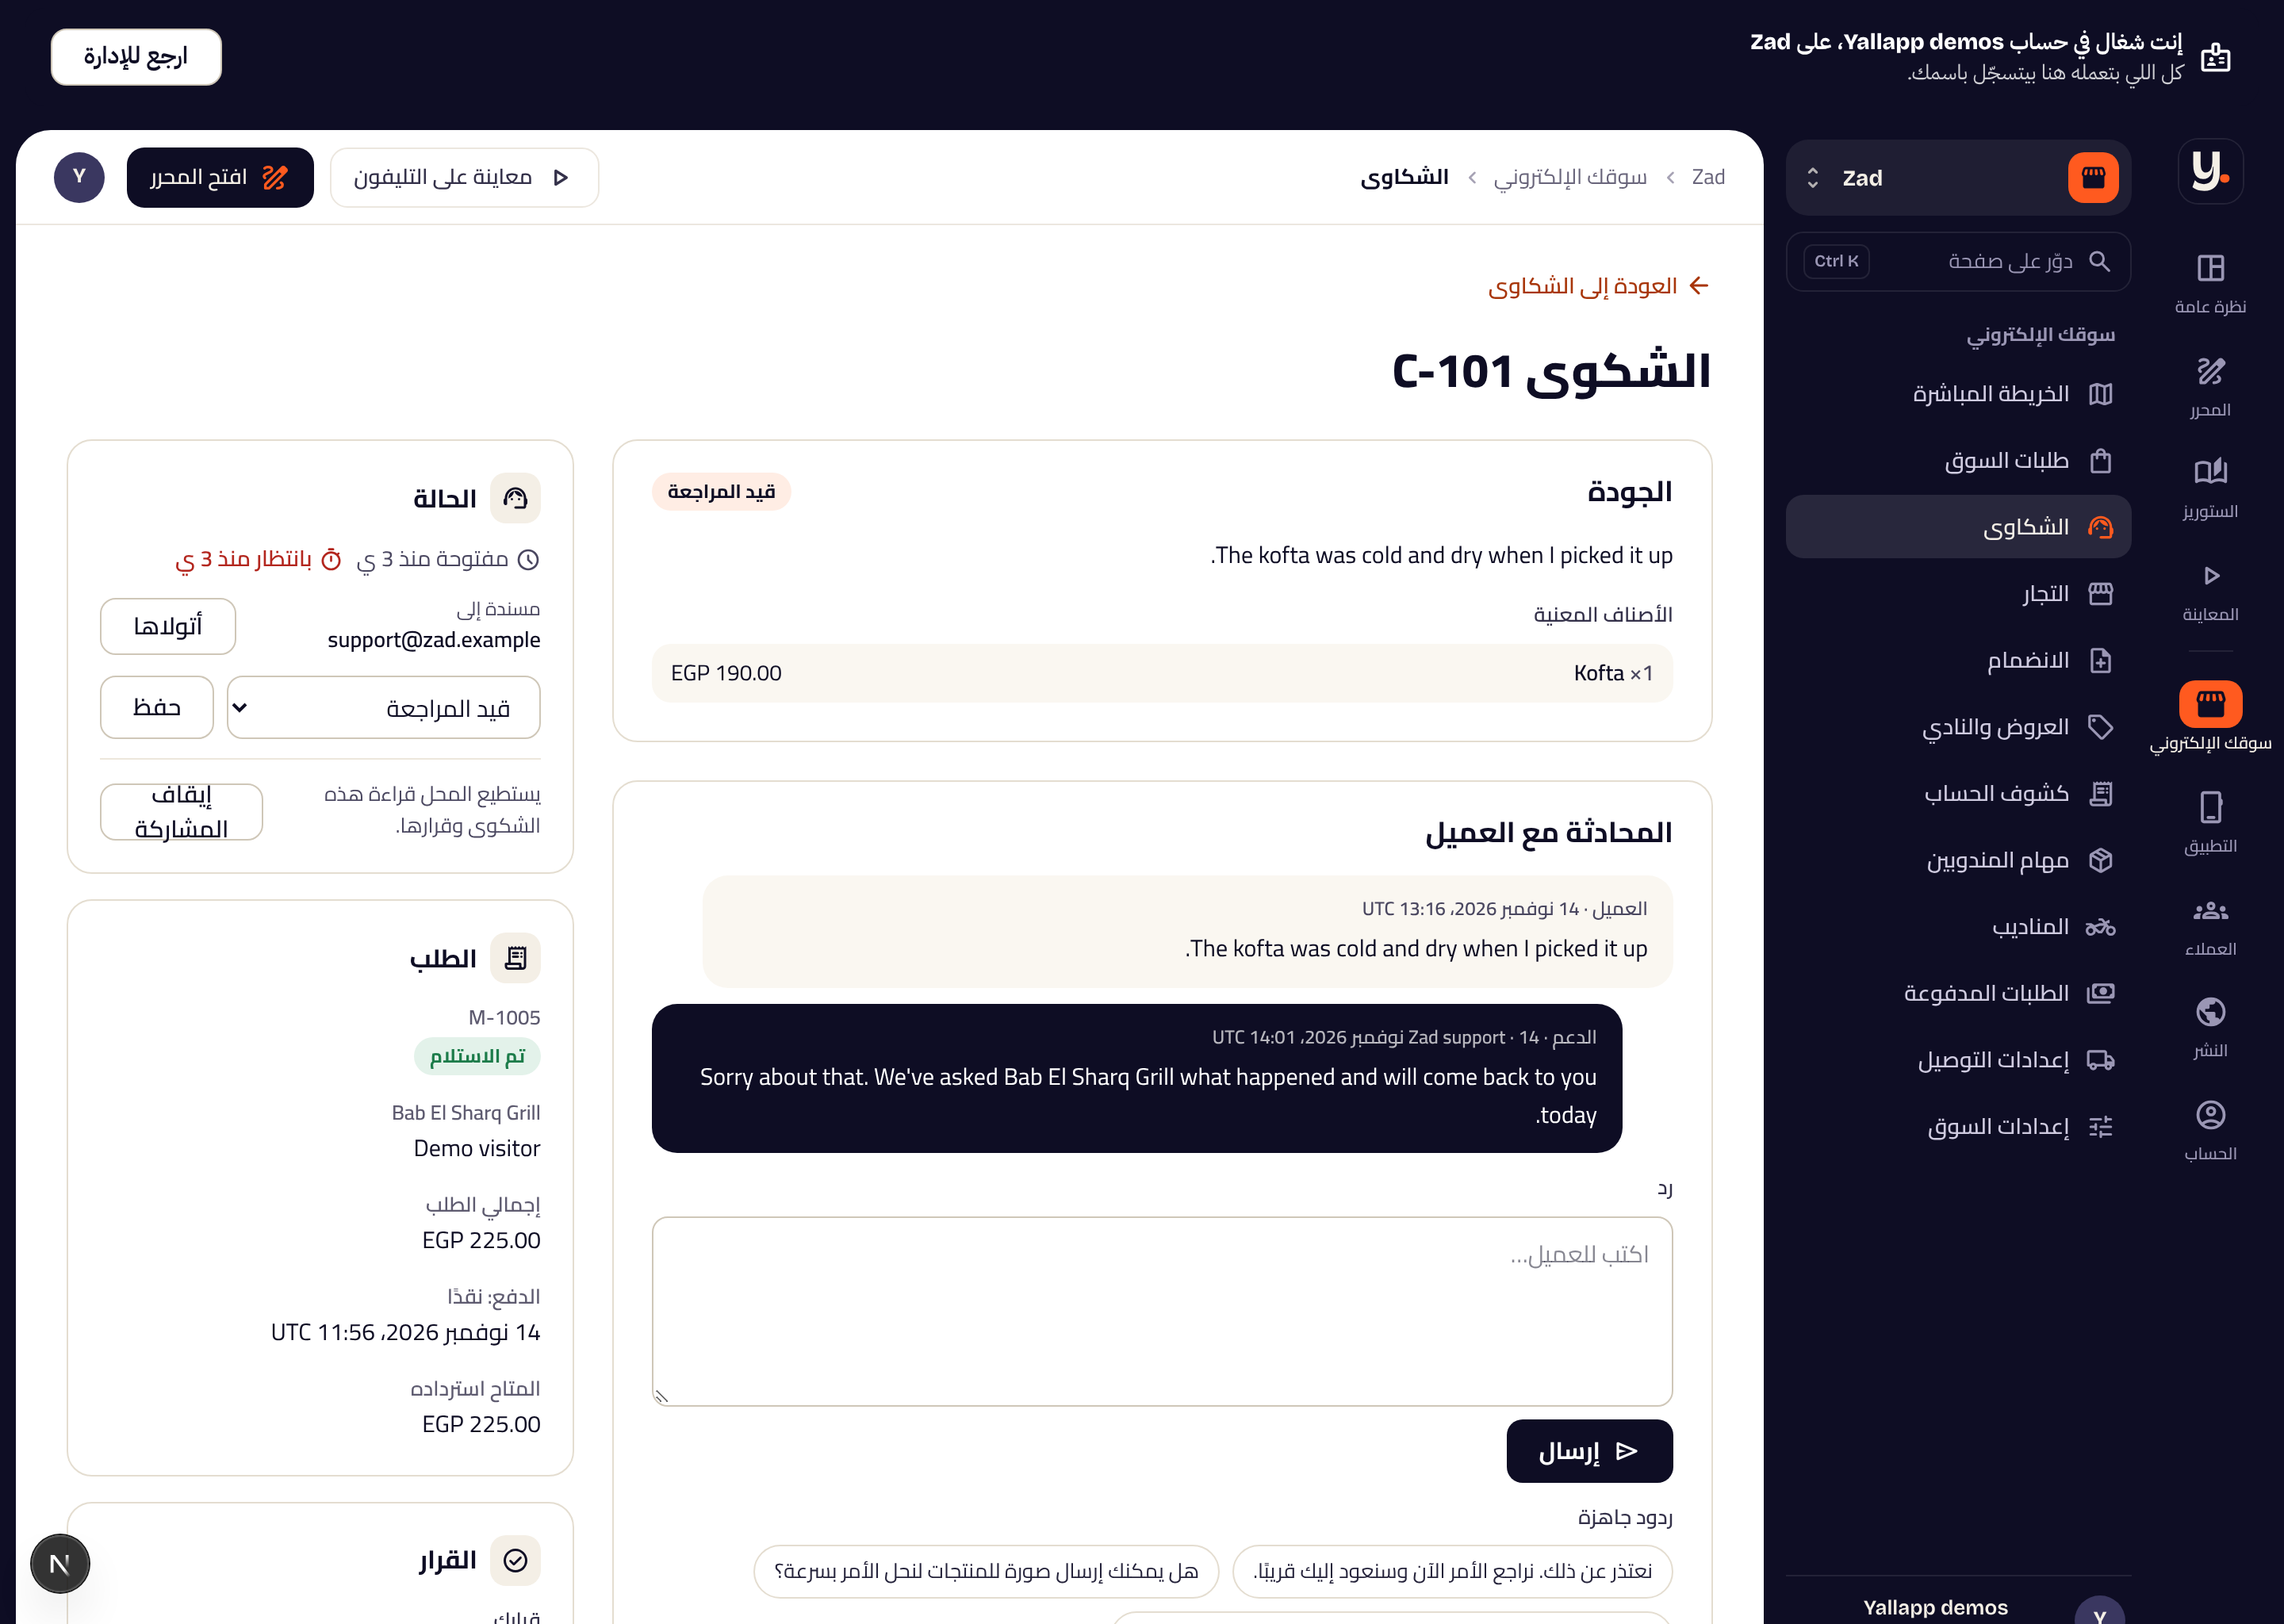 إنت شغال في حساب Yallapp demos، على Zad
كل اللي بتعمله هنا بيتسجّل باسمك.
ارجع للإدارة
y.
نظرة عامة
المحرر
الستوريز
المعاينة
سوقك الإلكتروني
التطبيق
العملاء
النشر
الحساب
Zad
دوّر على صفحة
Ctrl K
سوقك الإلكتروني
الخريطة المباشرة
طلبات السوق
الشكاوى
التجار
الانضمام
العروض والنادي
كشوف الحساب
مهام المندوبين
المناديب
الطلبات المدفوعة
إعدادات التوصيل
إعدادات السوق
Yallapp demos
Y
Zad › سوقك الإلكتروني › الشكاوى
معاينة على التليفون
افتح المحرر
Y
العودة إلى الشكاوى
الشكوى C-101
الجودة
قيد المراجعة
The kofta was cold and dry when I picked it up.
الأصناف المعنية
Kofta ×1
EGP 190.00
المحادثة مع العميل
العميل · 14 نوفمبر 2026، 13:16 UTC
The kofta was cold and dry when I picked it up.
الدعم · Zad support · 14 نوفمبر 2026، 14:01 UTC
Sorry about that. We've asked Bab El Sharq Grill what happened and will come back to you
today.
رد
اكتب للعميل...
إرسال
ردود جاهزة
نعتذر عن ذلك. نراجع الأمر الآن وسنعود إليك قريبًا.
هل يمكنك إرسال صورة للمنتجات لنحل الأمر بسرعة؟
الحالة
مفتوحة منذ 3 ي
بانتظار منذ 3 ي
مسندة إلى
support@zad.example
أتولاها
قيد المراجعة
حفظ
يستطيع المحل قراءة هذه
الشكوى وقرارها.
إيقاف
المشاركة
الطلب
M-1005
تم الاستلام
Bab El Sharq Grill
Demo visitor
إجمالي الطلب
EGP 225.00
الدفع: نقدًا
14 نوفمبر 2026، 11:56 UTC
المتاح استرداده
EGP 225.00
القرار
قرارك
N